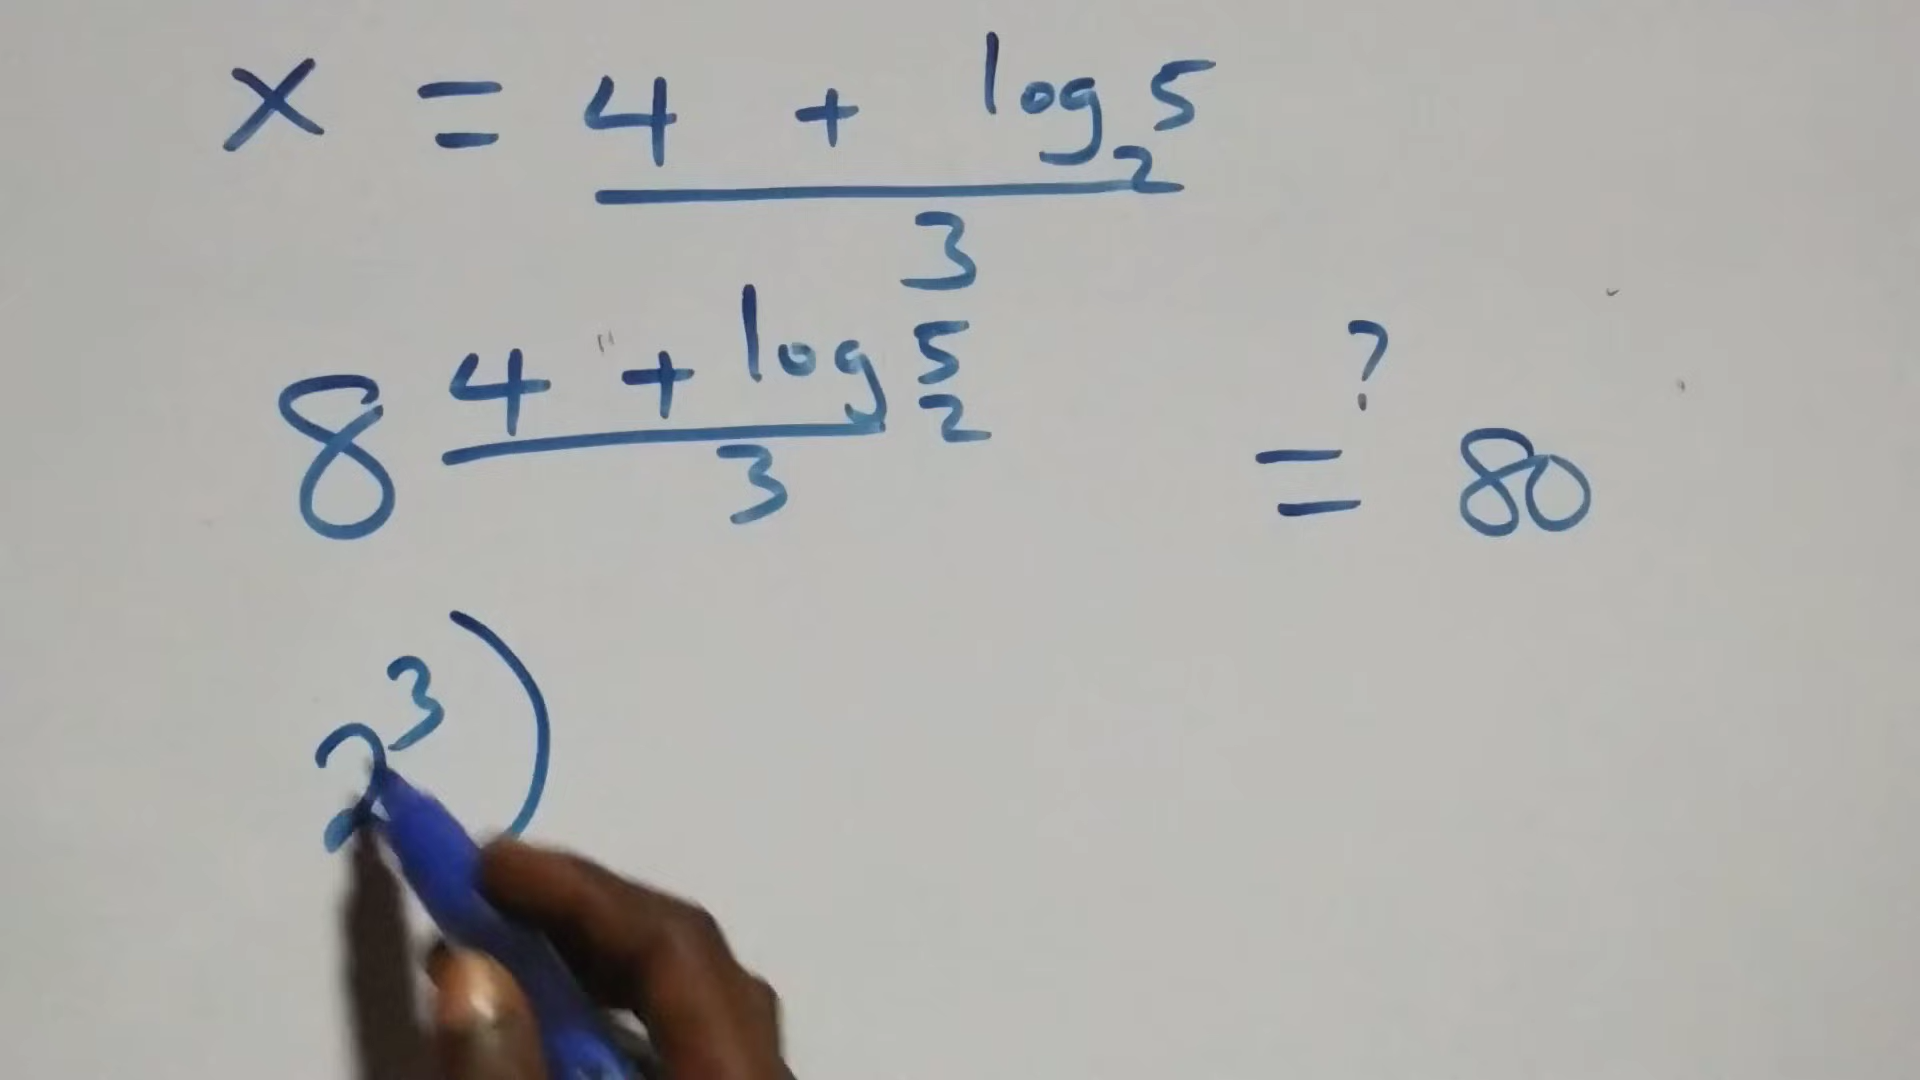 x = 4 + log₂5
3
8 4 + log₂5 ?= 80
3
2³)